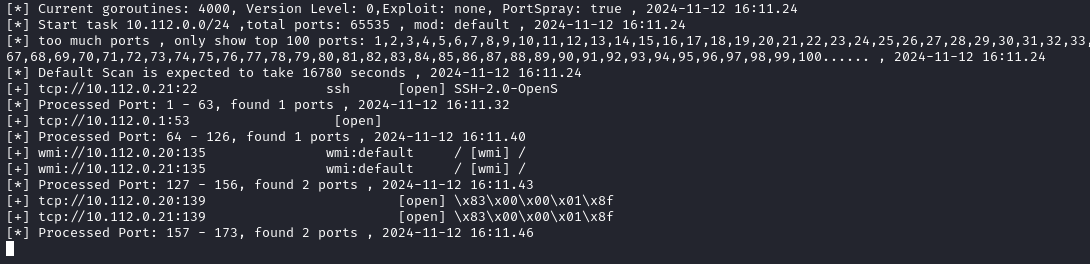 [*] Current goroutines: 4000, Version Level: 0,Exploit: none, PortSpray: true , 2024-11-12 16:11.24
[*] Start task 10.112.0.0/24 ,total ports: 65535 , mod: default , 2024-11-12 16:11.24
[*] too much ports , only show top 100 ports: 1,2,3,4,5,6,7,8,9,10,11,12,13,14,15,16,17,18,19,20,21,22,23,24,25,26,27,28,29,30,31,32,33,
67,68,69,70,71,72,73,74,75,76,77,78,79,80,81,82,83,84,85,86,87,88,89,90,91,92,93,94,95,96,97,98,99,100...... , 2024-11-12 16:11.24
[*] Default Scan is expected to take 16780 seconds , 2024-11-12 16:11.24
[+] tcp://10.112.0.21:22 ssh [open] SSH-2.0-OpenS
[*] Processed Port: 1 - 63, found 1 ports , 2024-11-12 16:11.32
[+] tcp://10.112.0.1:53 [open]
[*] Processed Port: 64 - 126, found 1 ports , 2024-11-12 16:11.40
[+] wmi://10.112.0.20:135 wmi:default / [wmi] /
[+] wmi://10.112.0.21:135 wmi:default / [wmi] /
[*] Processed Port: 127 - 156, found 2 ports , 2024-11-12 16:11.43
[+] tcp://10.112.0.20:139 [open] \x83\x00\x00\x01\x8f
[+] tcp://10.112.0.21:139 [open] \x83\x00\x00\x01\x8f
[*] Processed Port: 157 - 173, found 2 ports , 2024-11-12 16:11.46